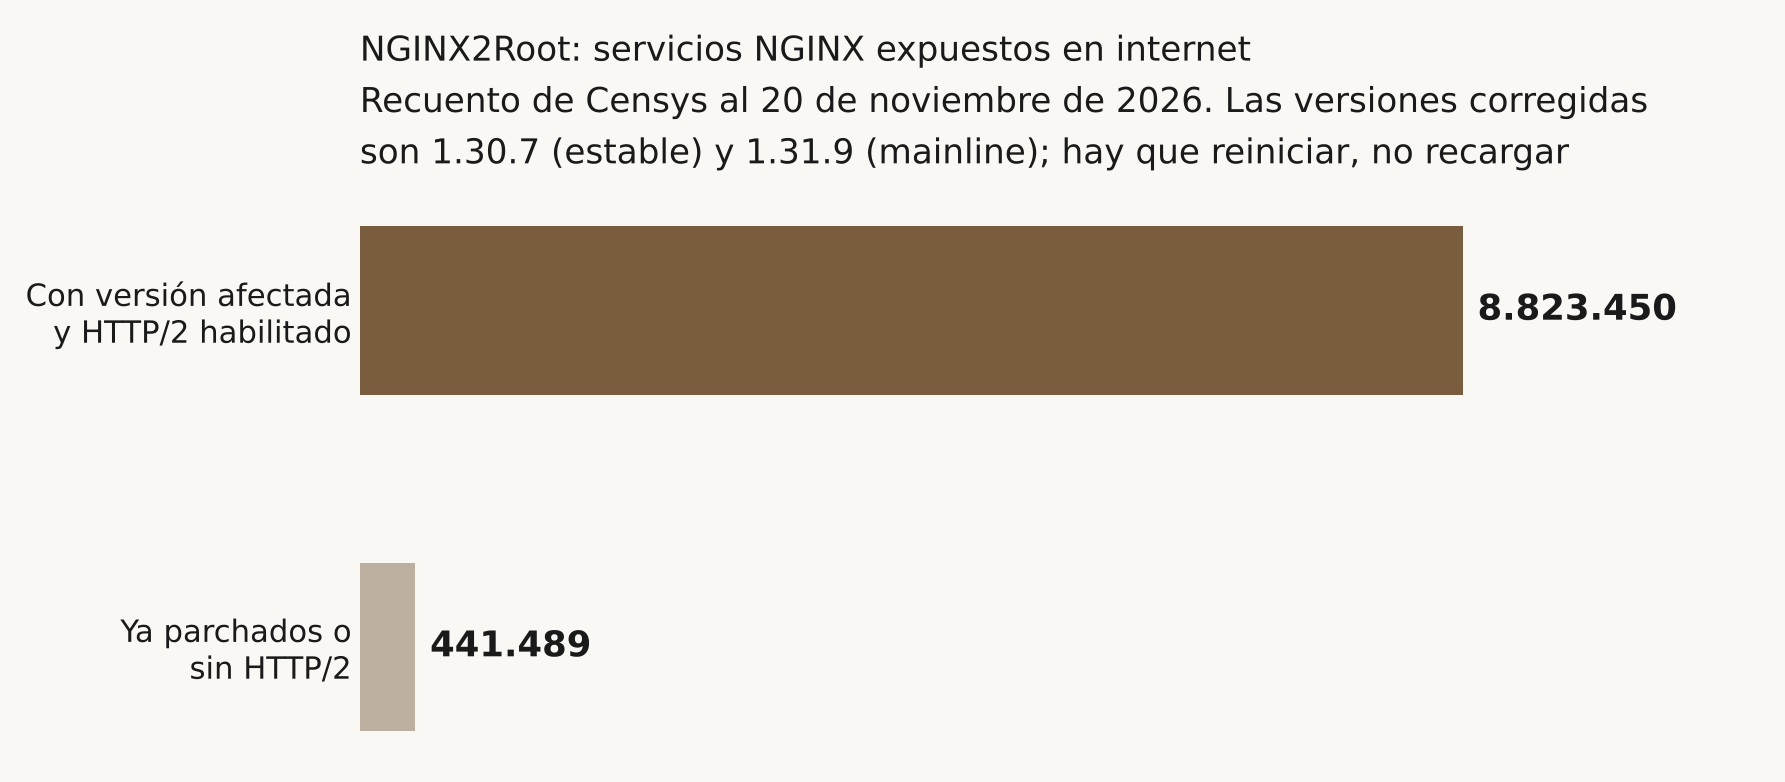 NGINX2Root: servicios NGINX expuestos en internet
Recuento de Censys al 20 de noviembre de 2026. Las versiones corregidas
son 1.30.7 (estable) y 1.31.9 (mainline); hay que reiniciar, no recargar
Con versión afectada
y HTTP/2 habilitado
8.823.450
Ya parchados o
sin HTTP/2
441.489